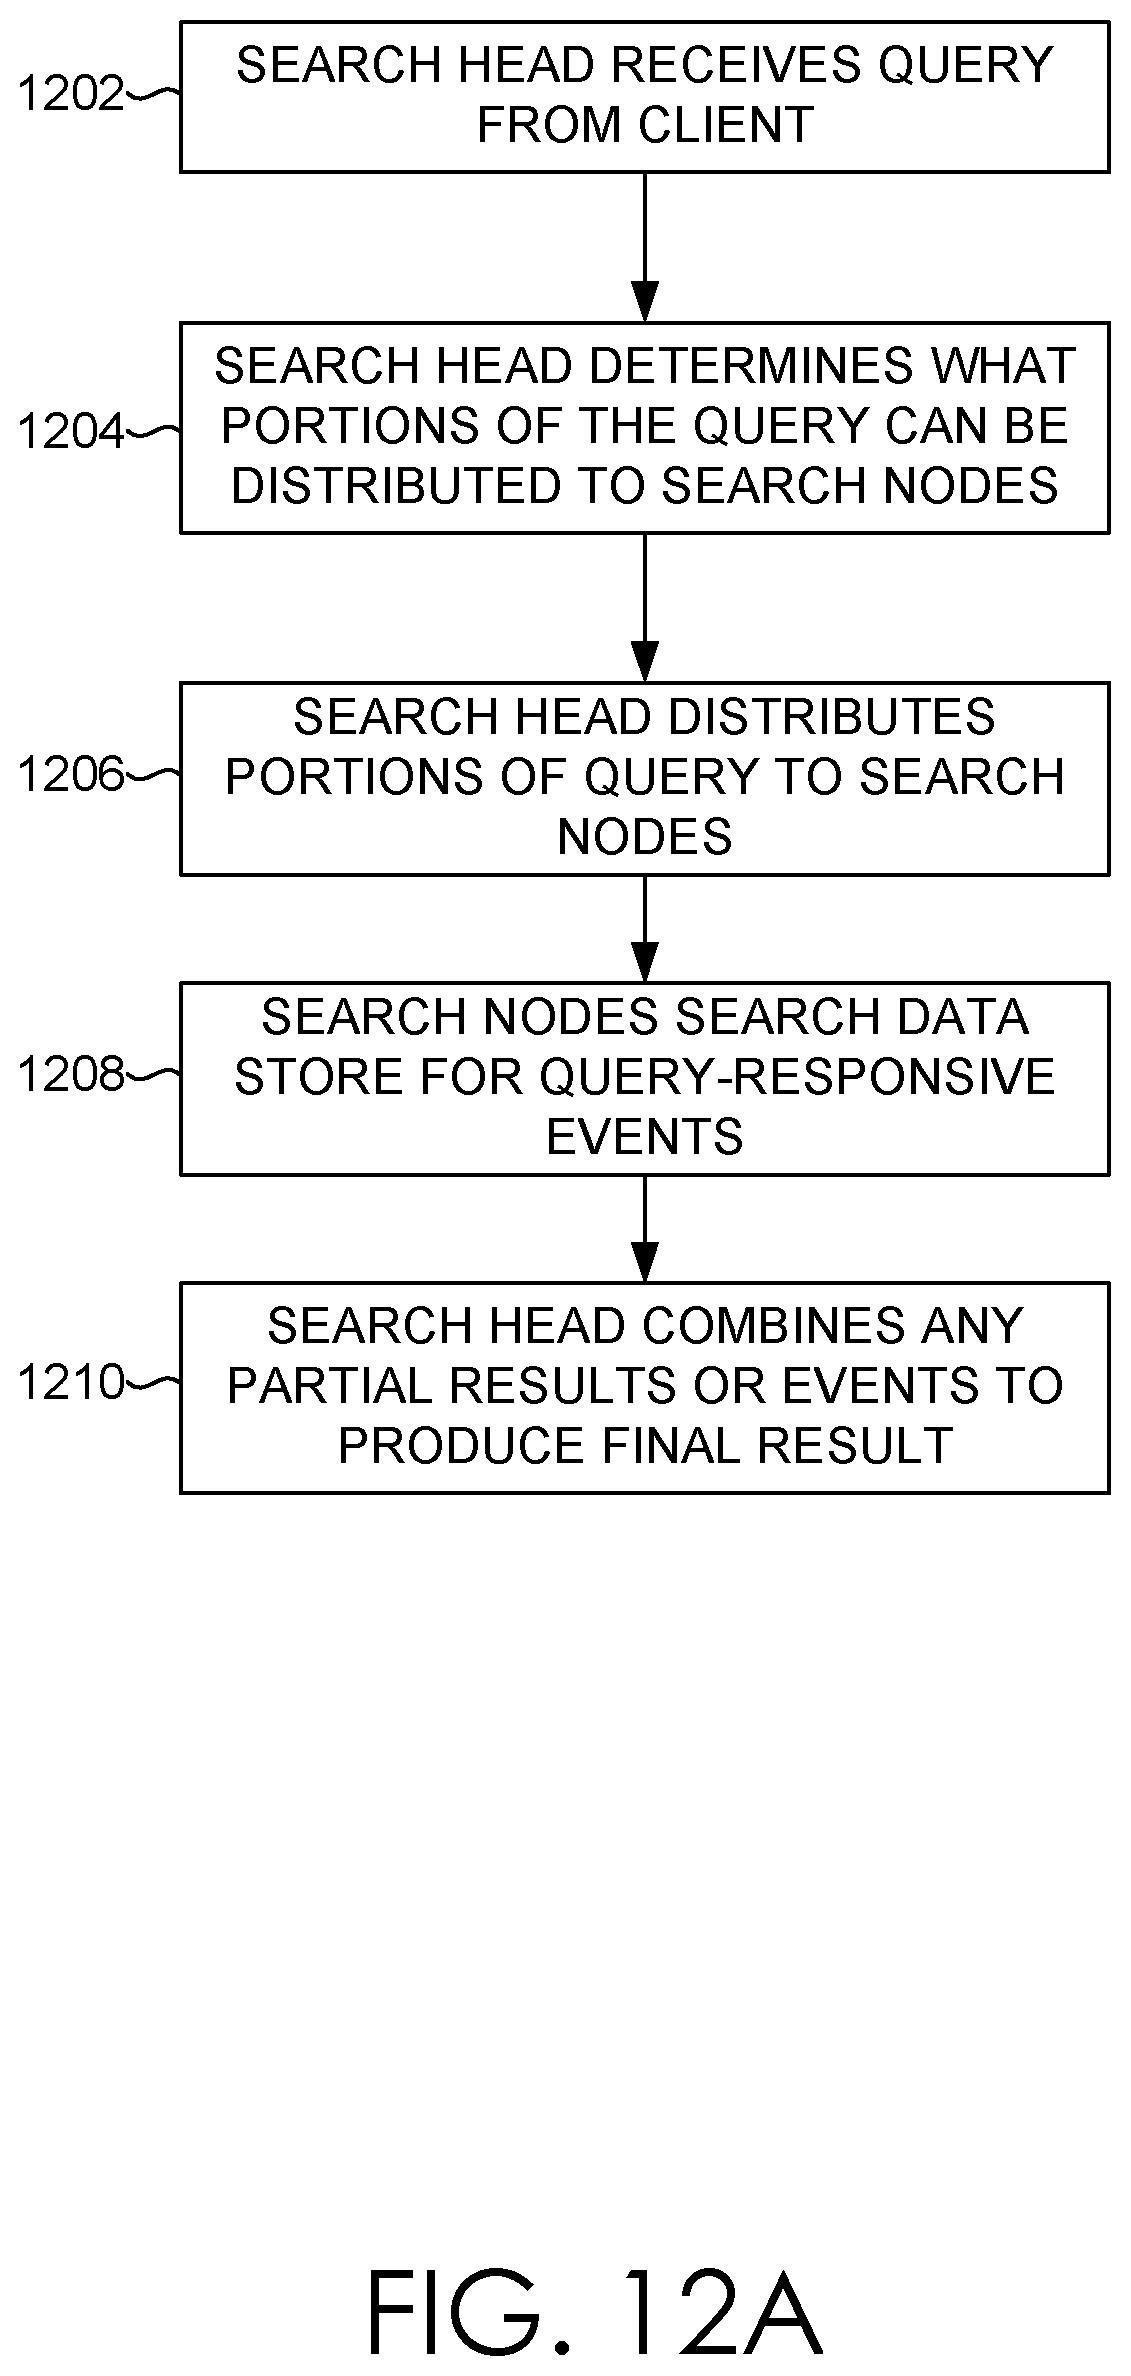 SEARCH HEAD RECEIVES QUERY
FROM CLIENT
1202
SEARCH HEAD DETERMINES WHAT
PORTIONS OF THE QUERY CAN BE
DISTRIBUTED TO SEARCH NODES
1204
SEARCH HEAD DISTRIBUTES
PORTIONS OF QUERY TO SEARCH
NODES
1206
SEARCH NODES SEARCH DATA
STORE FOR QUERY-RESPONSIVE
EVENTS
1208
SEARCH HEAD COMBINES ANY
PARTIAL RESULTS OR EVENTS TO
PRODUCE FINAL RESULT
1210
FIG. 12A